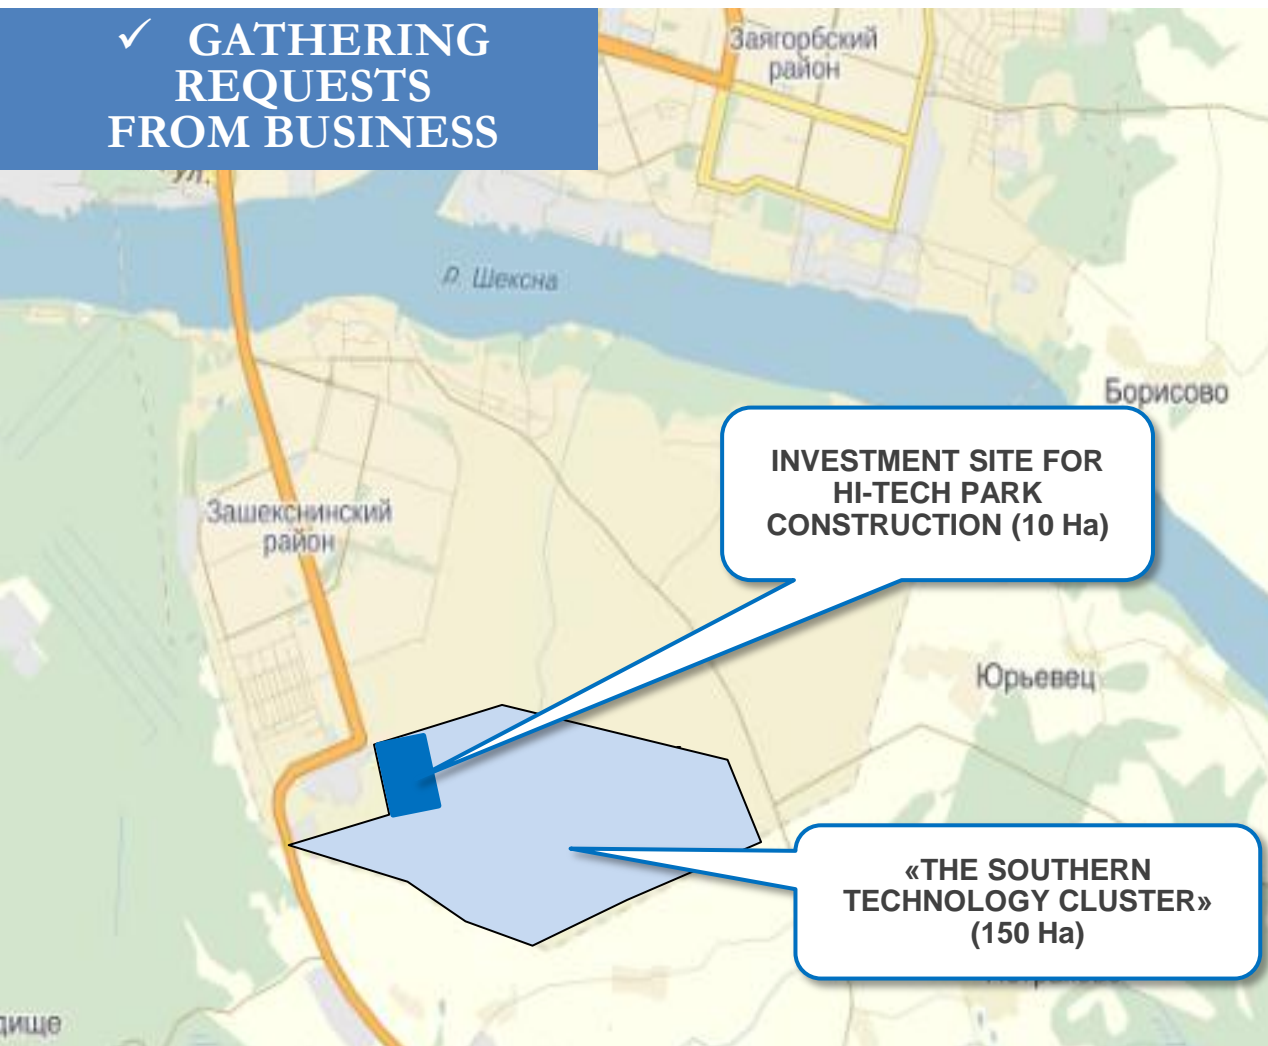 ✓ GATHERING
REQUESTS
FROM BUSINESS
Заягорбский
район
ул.
р. Шексна
Борисово
INVESTMENT SITE FOR
HI-TECH PARK
CONSTRUCTION (10 Ha)
Зашекснинский
район
Юрьевец
«THE SOUTHERN
TECHNOLOGY CLUSTER»
(150 Ha)